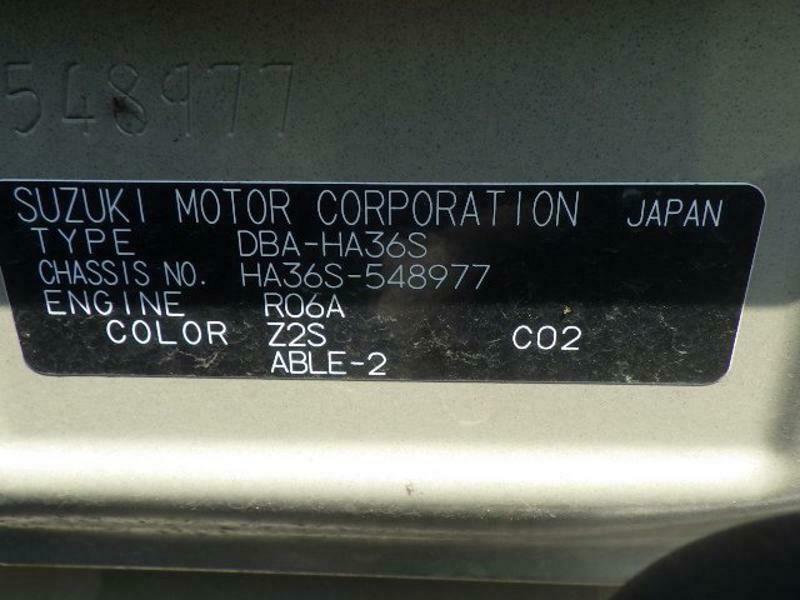 548977
SUZUKI MOTOR CORPORATION JAPAN
TYPE DBA-HA36S
CHASSIS NO. HA36S-548977
ENGINE R06A
COLOR Z2S C02
ABLE-2